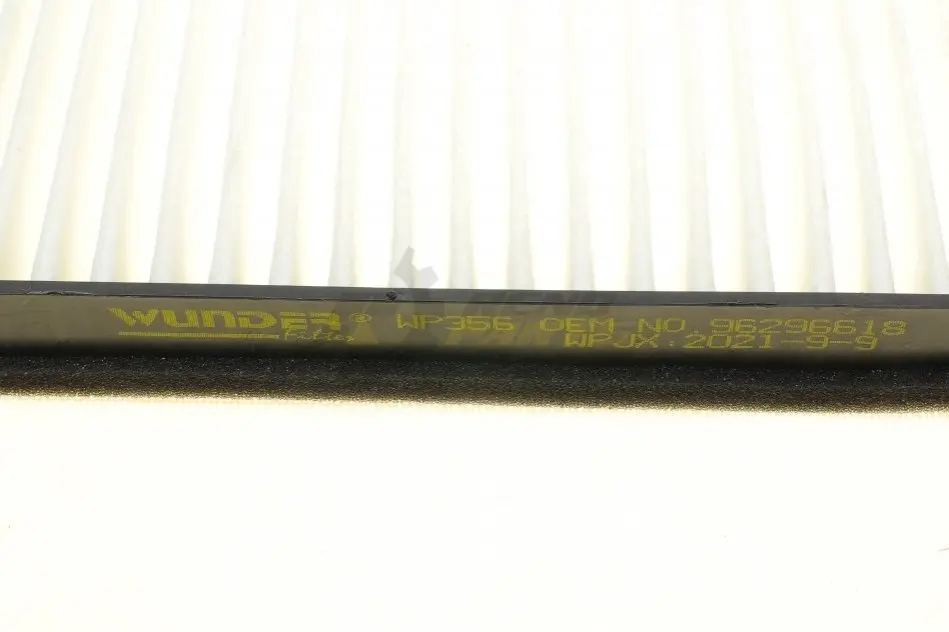 WUNDER® WP356 OEM NO.96296618
Filter WPJX:2021-9-9